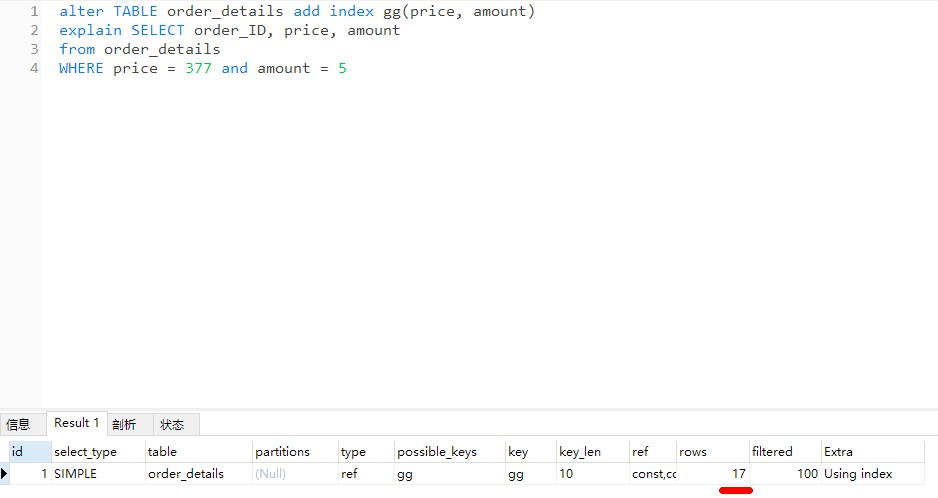 1 alter TABLE order_details add index gg(price, amount)
2 explain SELECT order_ID, price, amount
3 from order_details
4 WHERE price = 377 and amount = 5
信息 Result 1 剖析 状态
id select_type table partitions type possible_keys key key_len ref rows filtered Extra
1 SIMPLE order_details (Null) ref gg gg 10 const,cc 17 100 Using index